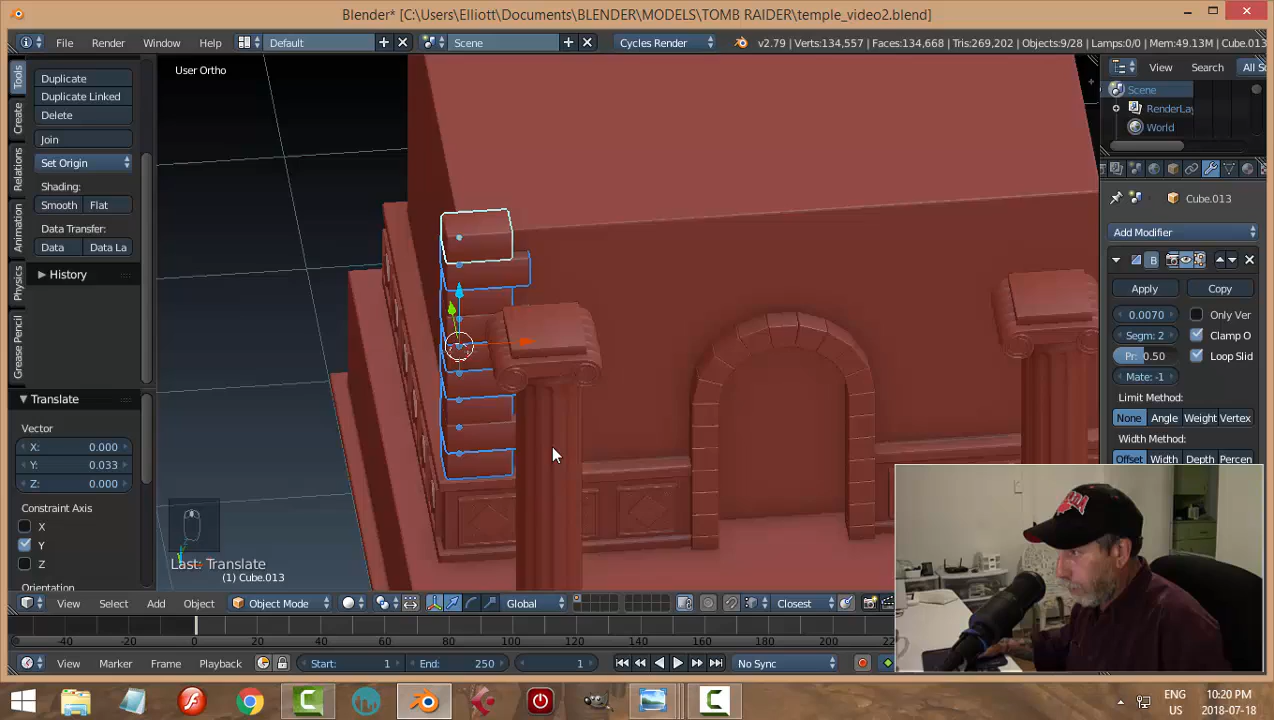 Blender* [C:\Users\Elliott\Documents\BLENDER\MODELS\TOMB RAIDER\temple_video2.blend]
File Render Window Help Default Scene Cycles Render v2.79 | Verts:134,557 | Faces:134,668 | Tris:269,202 | Objects:9/28 | Lamps:0/0 | Mem:49.13M | Cube.013
Tools
Create
Relations
Animation
Physics
Grease Pencil
Duplicate
Duplicate Linked
Delete
Join
Set Origin
Shading:
Smooth Flat
Data Transfer:
Data Data La
History
Translate
Vector
X: 0.000
Y: 0.033
Z: 0.000
Constraint Axis
X
Y
Z
Orientation
User Ortho
Last: Translate
(1) Cube.013
View Search All Sc
Scene
RenderLay
World
Cube.013
Add Modifier
B
Apply Copy
0.0070 Only Ver
Segm: 2 Clamp O
Pr: 0.50 Loop Slid
Mate: -1
Limit Method:
None Angle Weight Vertex
Width Method:
Offset Width Depth Percen
View Select Add Object Object Mode Global Closest
-40 -20 0 20 40 60 80 100 120 140 160 180 200
View Marker Frame Playback Start: 1 End: 250 1 No Sync
ENG 10:20 PM
US 2018-07-18